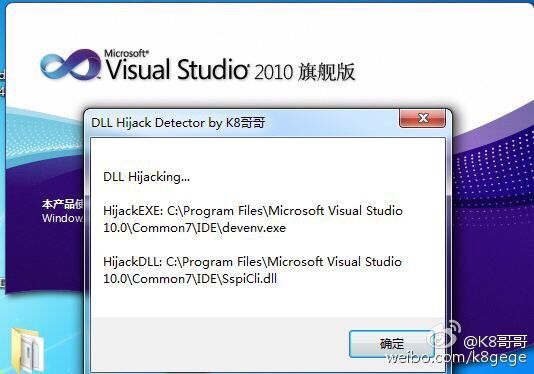 Microsoft®
Visual Studio® 2010 旗舰版
DLL Hijack Detector by K8哥哥
DLL Hijacking...
HijackEXE: C:\Program Files\Microsoft Visual Studio
10.0\Common7\IDE\devenv.exe
HijackDLL: C:\Program Files\Microsoft Visual Studio
10.0\Common7\IDE\SspiCli.dll
本产品使
Window
确定
@K8哥哥
weibo.com/k8gege